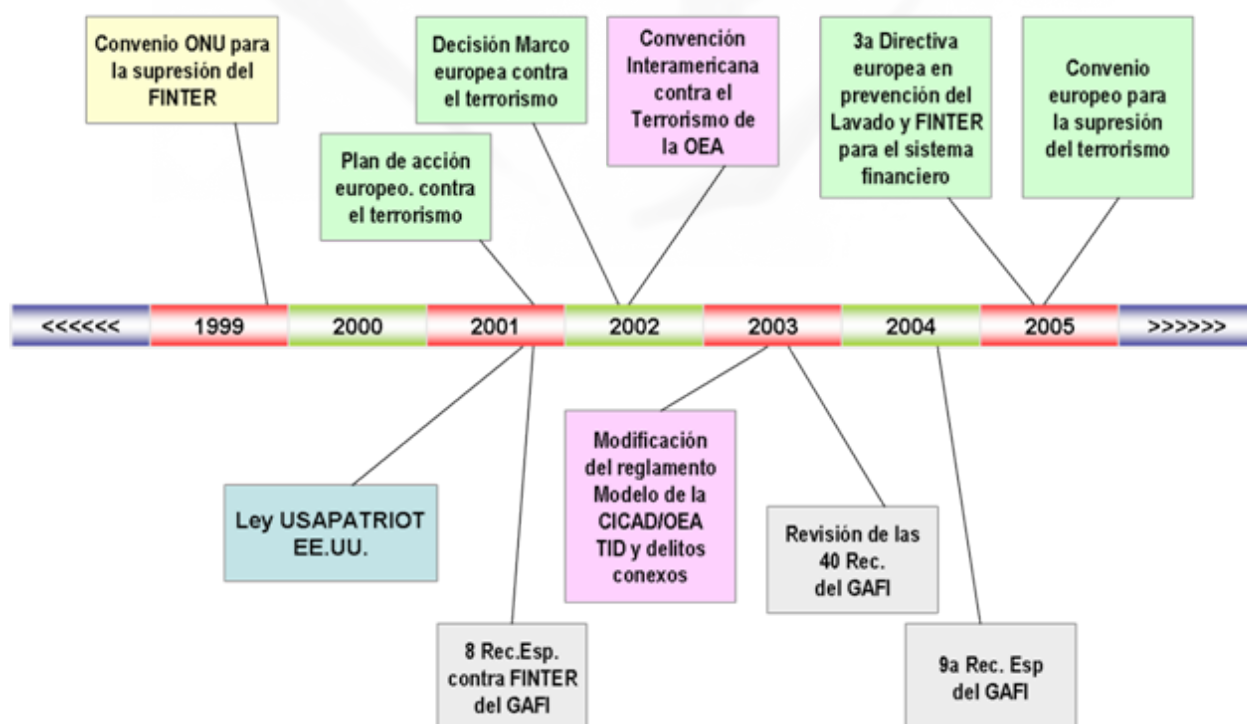 Convenio ONU para
la supresión del
FINTER
Decisión Marco
europea contra
el terrorismo
Convención
Interamericana
contra el
Terrorismo de
la OEA
3a Directiva
europea en
prevención del
Lavado y FINTER
para el sistema
financiero
Convenio
europeo para
la supresión
del terrorismo
Plan de acción
europeo. contra
el terrorismo
<<<<<< 1999 2000 2001 2002 2003 2004 2005 >>>>>>
Ley USAPATRIOT
EE.UU.
Modificación
del reglamento
Modelo de la
CICAD/OEA
TID y delitos
conexos
Revisión de las
40 Rec.
del GAFI
8 Rec.Esp.
contra FINTER
del GAFI
9a Rec. Esp
del GAFI